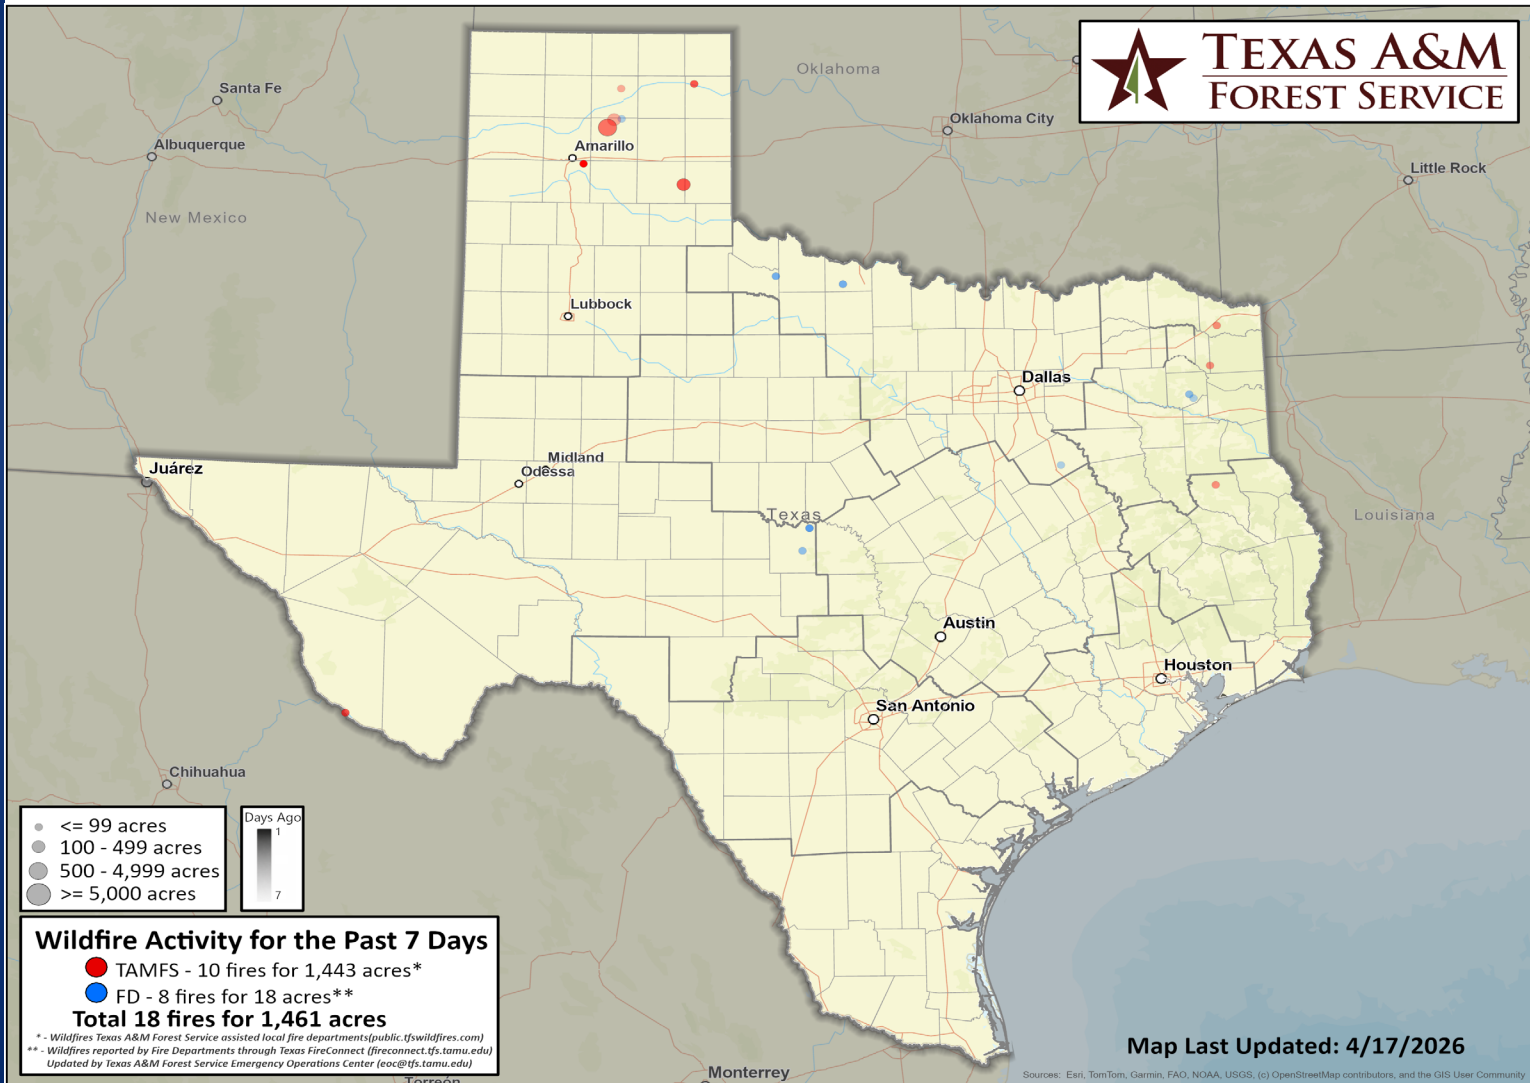 TEXAS A&M
FOREST SERVICE
Oklahoma
Santa Fe
Oklahoma City
Albuquerque
Amarillo
Little Rock
New Mexico
Lubbock
Dallas
Midland
Odessa
Juárez
Texas
Louisiana
Austin
Houston
San Antonio
Chihuahua
<= 99 acres
100 - 499 acres
500 - 4,999 acres
>= 5,000 acres
Days Ago
1
7
Wildfire Activity for the Past 7 Days
TAMFS - 10 fires for 1,443 acres*
FD - 8 fires for 18 acres**
Total 18 fires for 1,461 acres
* - Wildfires Texas A&M Forest Service assisted local fire departments(public.tfswildfires.com)
** - Wildfires reported by Fire Departments through Texas FireConnect (fireconnect.tfs.tamu.edu)
Updated by Texas A&M Forest Service Emergency Operations Center (eoc@tfs.tamu.edu)
Map Last Updated: 4/17/2026
Monterrey
Torreón
Sources: Esri, TomTom, Garmin, FAO, NOAA, USGS, (c) OpenStreetMap contributors, and the GIS User Community